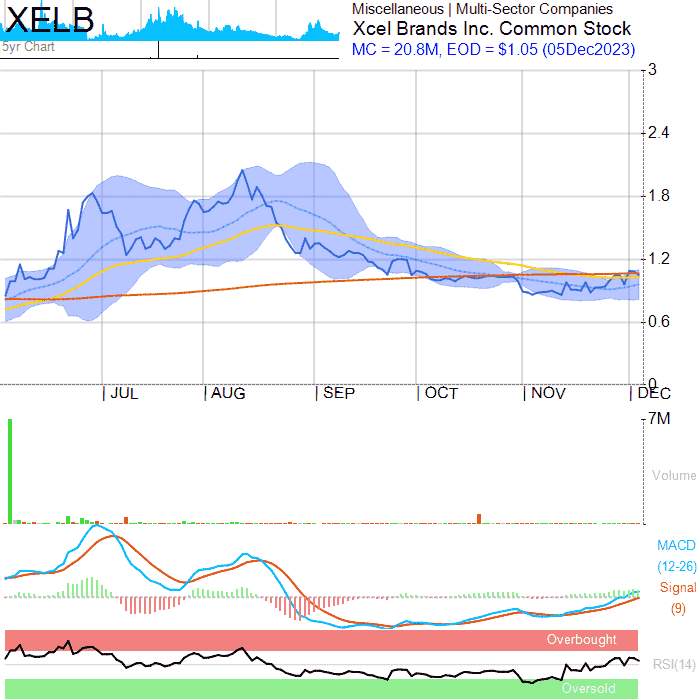 XELB
5yr Chart
Miscellaneous | Multi-Sector Companies
Xcel Brands Inc. Common Stock
MC = 20.8M, EOD = $1.05 (05Dec2023)
3
2.4
1.8
1.2
0.6
0
JUL AUG SEP OCT NOV DEC
7M
Volume
MACD
(12-26)
Signal
(9)
Overbought
RSI(14)
Oversold